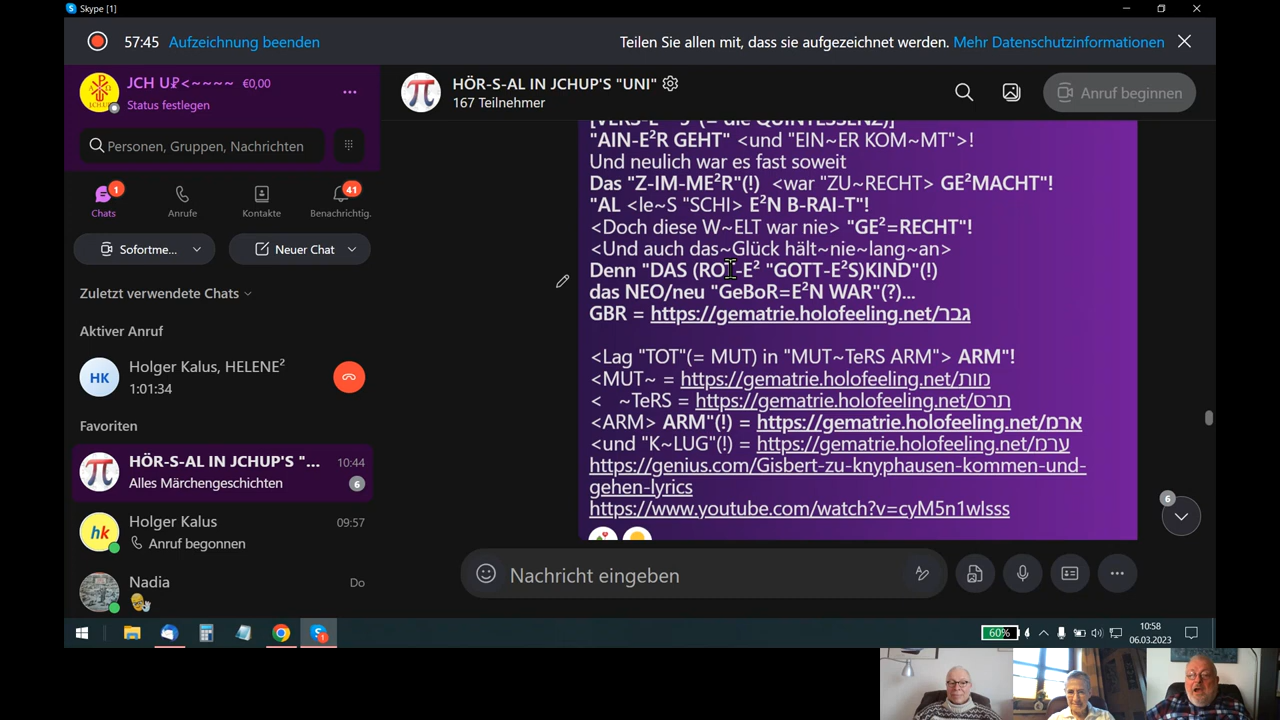 Skype [1]
57:45 Aufzeichnung beenden
Teilen Sie allen mit, dass sie aufgezeichnet werden. Mehr Datenschutzinformationen
JCH U₽<~~~~ €0,00
Status festlegen
Personen, Gruppen, Nachrichten
1
41
Chats Anrufe Kontakte Benachrichtig.
Sofortme... Neuer Chat
Zuletzt verwendete Chats
Aktiver Anruf
HK
Holger Kalus, HELENE²
1:01:34
Favoriten
HÖR-S-AL IN JCHUP'S "... 10:44
Alles Märchengeschichten 6
hk
Holger Kalus 09:57
Anruf begonnen
Nadia Do
HÖR-S-AL IN JCHUP'S "UNI"
167 Teilnehmer
Anruf beginnen
(= die QUINTESSENZ)]
"AIN-E²R GEHT" <und "EIN~ER KOM~MT">!
Und neulich war es fast soweit
Das "Z-IM-ME²R"(!) <war "ZU~RECHT> GE²MACHT"!
"AL <le~S "SCHI> E²N B-RAI-T"!
<Doch diese W~ELT war nie> "GE²=RECHT"!
<Und auch das~Glück hält~nie~lang~an>
Denn "DAS (ROT-E² "GOTT-E²S)KIND"(!)
das NEO/neu "GeBoR=E²N WAR"(?)...
GBR = https://gematrie.holofeeling.net/גבר
<Lag "TOT"(= MUT) in "MUT~TeRS ARM"> ARM"!
<MUT~ = https://gematrie.holofeeling.net/מות
< ~TeRS = https://gematrie.holofeeling.net/תרס
<ARM> ARM"(!) = https://gematrie.holofeeling.net/ארמ
<und "K~LUG"(!) = https://gematrie.holofeeling.net/ערמ
https://genius.com/Gisbert-zu-knyphausen-kommen-und-
gehen-lyrics
https://www.youtube.com/watch?v=cyM5n1wlsss
6
Nachricht eingeben
60%
10:58
06.03.2023